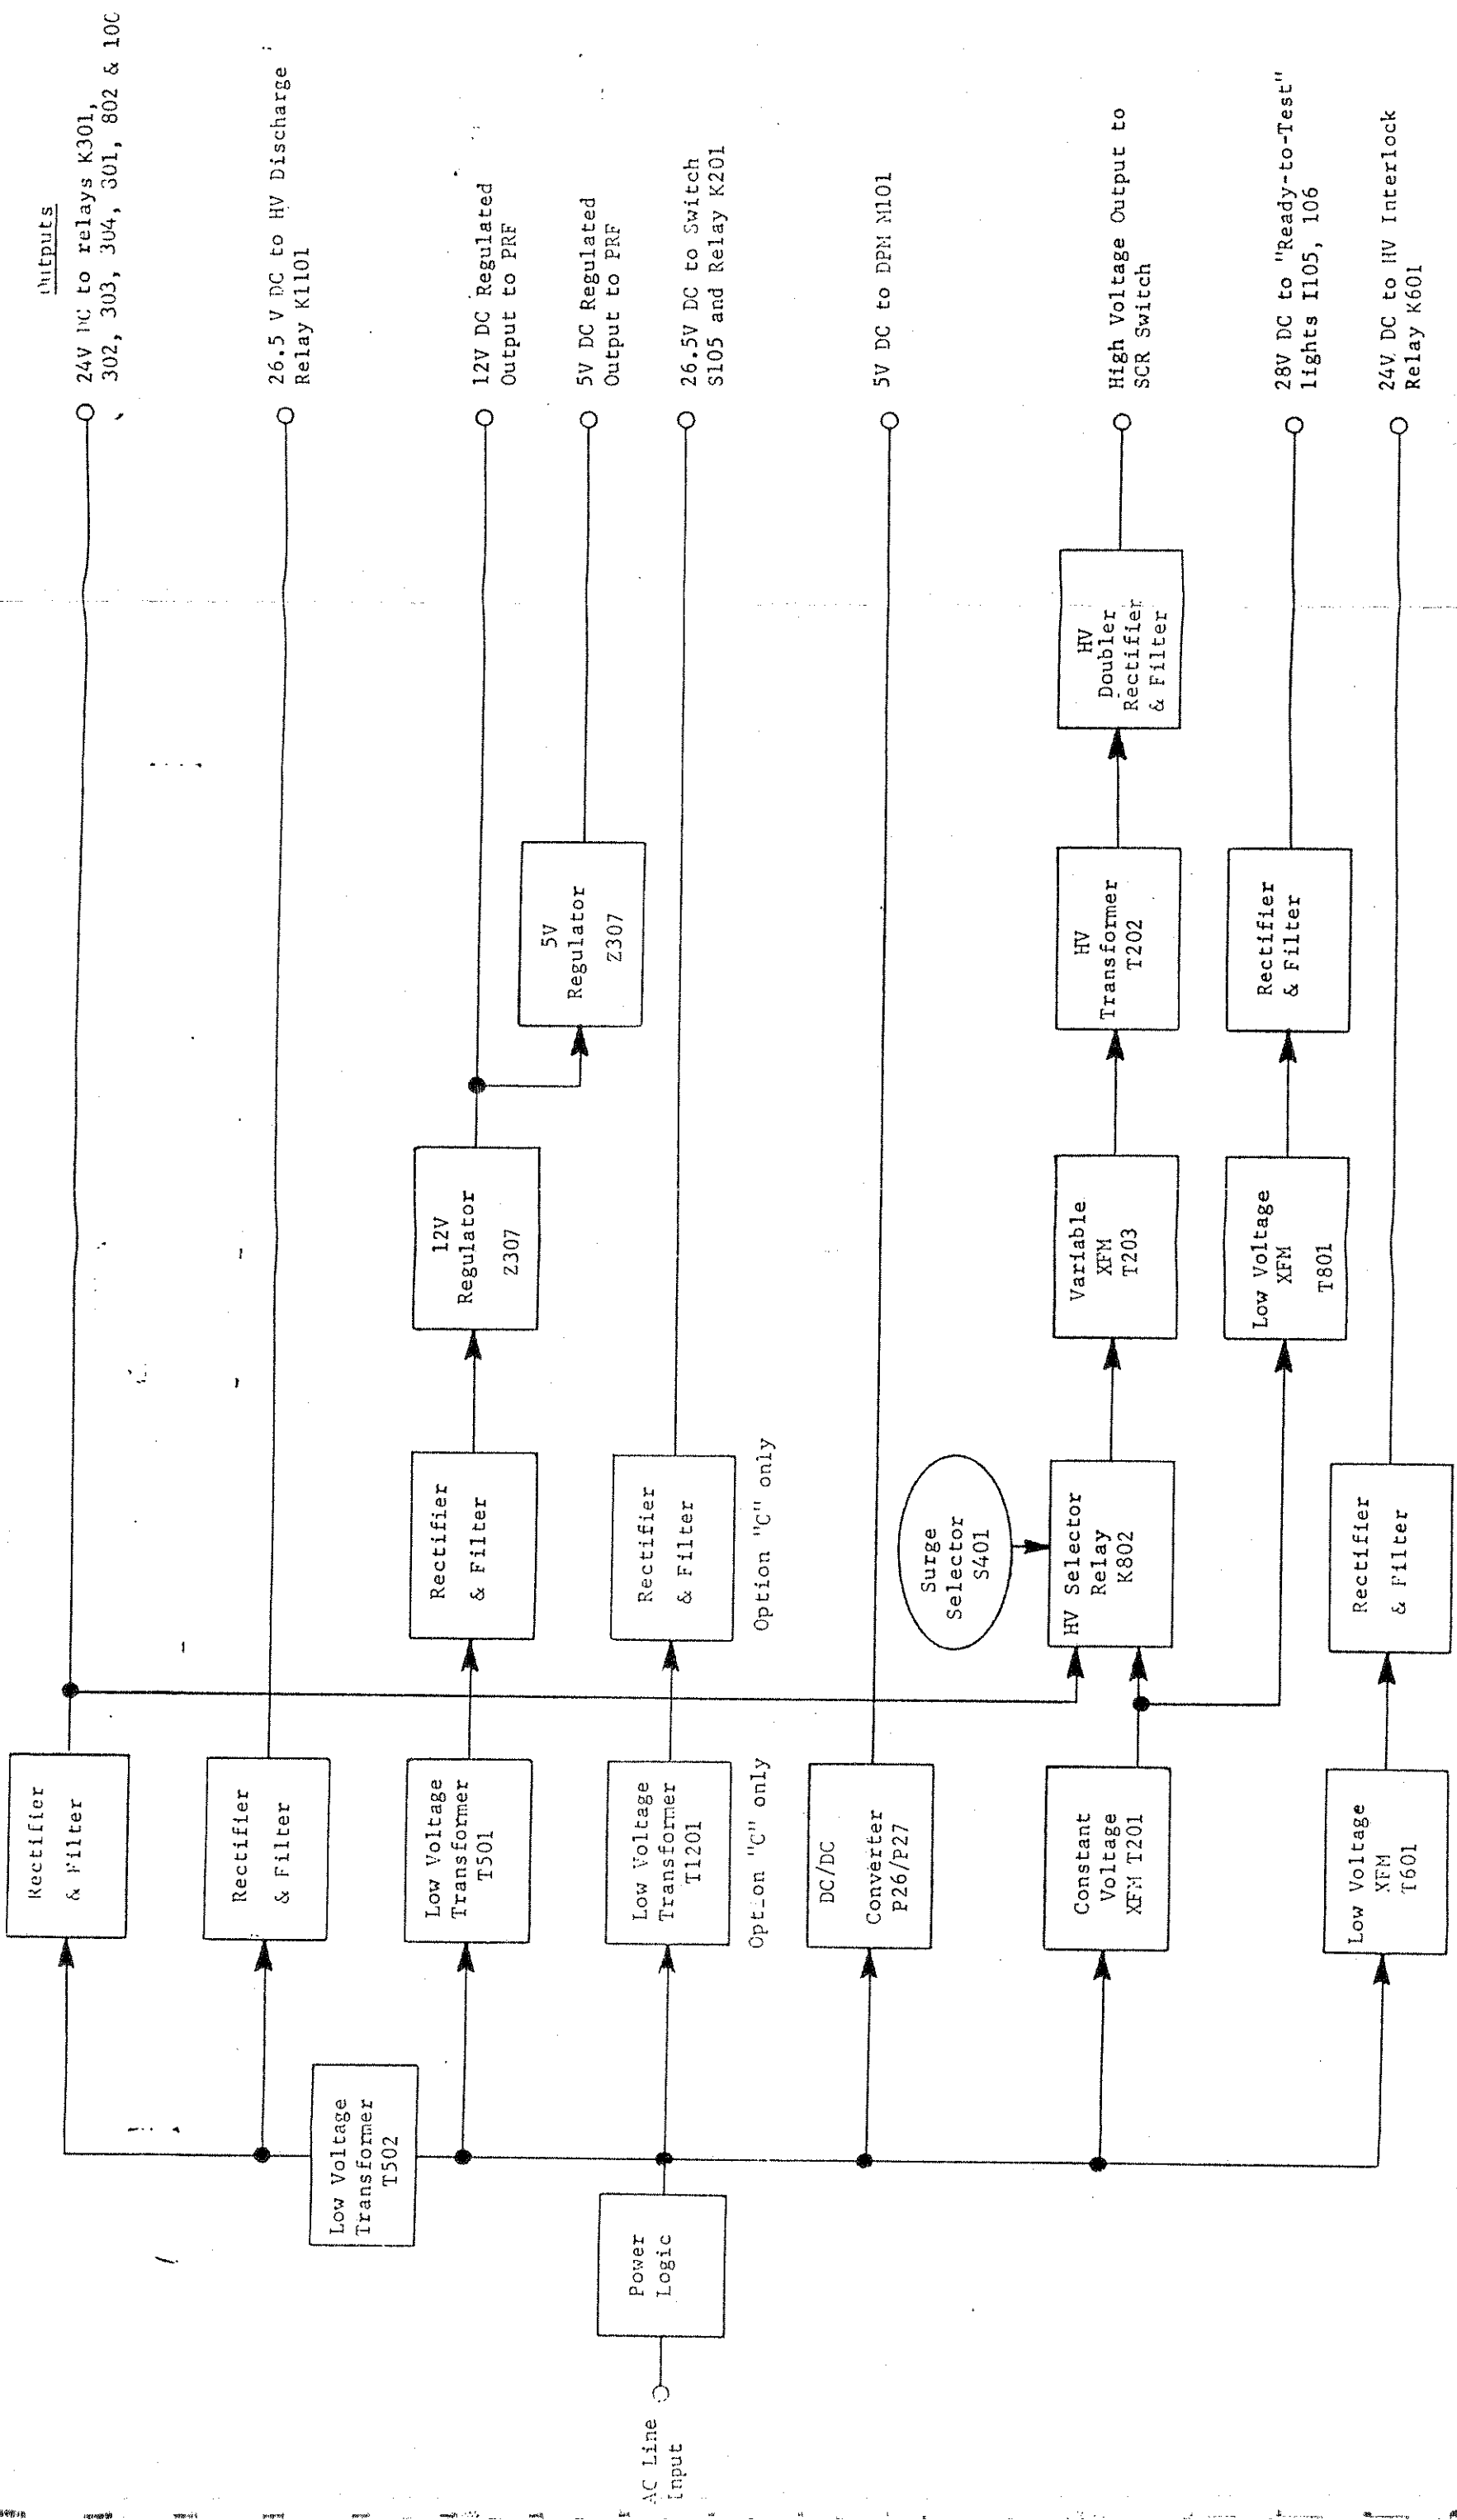 Outputs
24V DC to relays K301,
302, 303, 304, 301, 802 & 100
26.5 V DC to HV Discharge
Relay K1101
12V DC Regulated
Output to PRF
5V DC Regulated
Output to PRF
26.5V DC to Switch
S105 and Relay K201
5V DC to DPM M101
High Voltage Output to
SCR Switch
28V DC to "Ready-to-Test"
lights I105, 106
24V DC to HV Interlock
Relay K601
AC Line
Input
Power
Logic
Low Voltage
Transformer
T502
Rectifier
& Filter
Rectifier
& Filter
Low Voltage
Transformer
T501
Rectifier
& Filter
12V
Regulator
Z307
5V
Regulator
Z307
Low Voltage
Transformer
T1201
Option "C" only
Rectifier
& Filter
Option "C" only
DC/DC
Converter
P26/P27
Constant
Voltage
XFM T201
Surge
Selector
S401
HV Selector
Relay
K802
Variable
XFM
T203
HV
Transformer
T202
HV
Doubler
Rectifier
& Filter
Low Voltage
XFM
T801
Rectifier
& Filter
Low Voltage
XFM
T601
Rectifier
& Filter